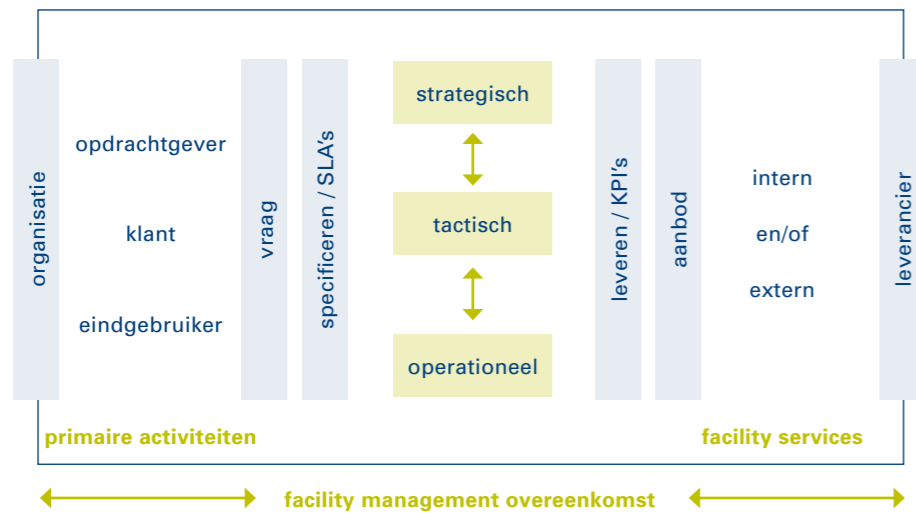 organisatie
opdrachtgever
klant
eindgebruiker
vraag
specificeren / SLA's
strategisch
tactisch
operationeel
leveren / KPI's
aanbod
intern
en/of
extern
leverancier
primaire activiteiten
facility services
facility management overeenkomst